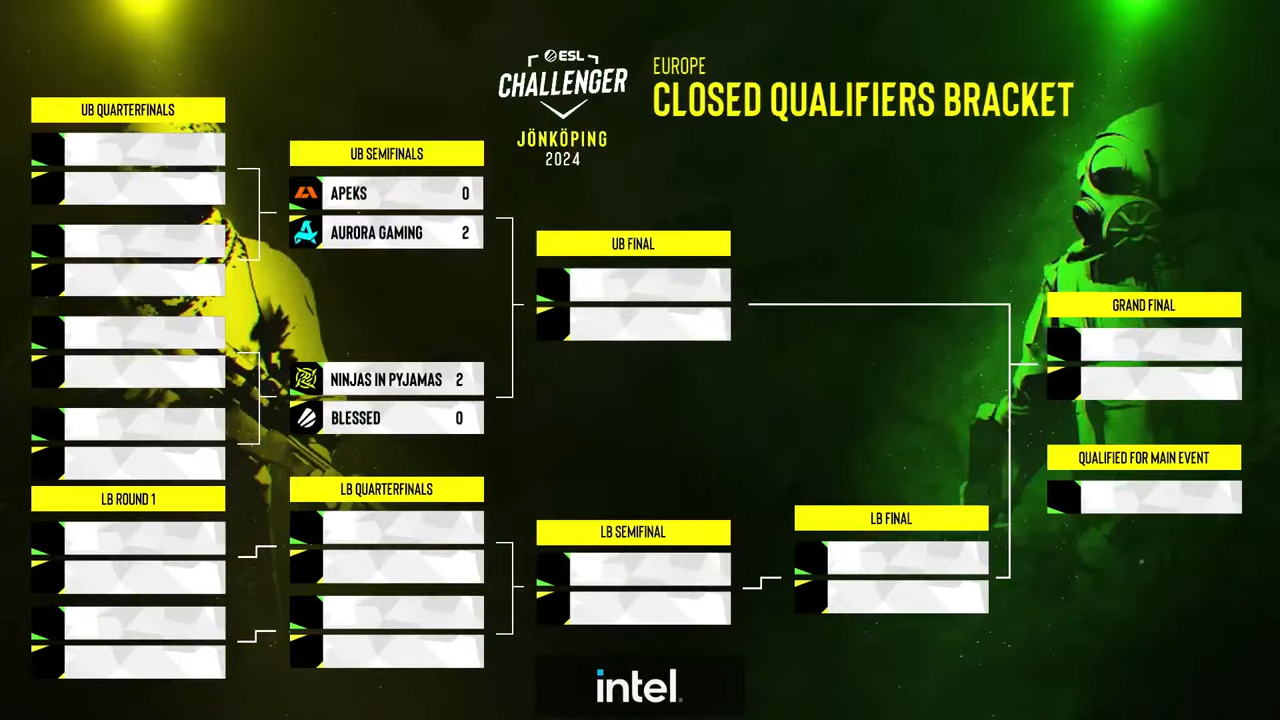 ESL
CHALLENGER
JÖNKÖPING
2024
EUROPE
CLOSED QUALIFIERS BRACKET
UB QUARTERFINALS
UB SEMIFINALS
APEKS 0
AURORA GAMING 2
NINJAS IN PYJAMAS 2
BLESSED 0
UB FINAL
GRAND FINAL
QUALIFIED FOR MAIN EVENT
LB ROUND 1
LB QUARTERFINALS
LB SEMIFINAL
LB FINAL
intel.